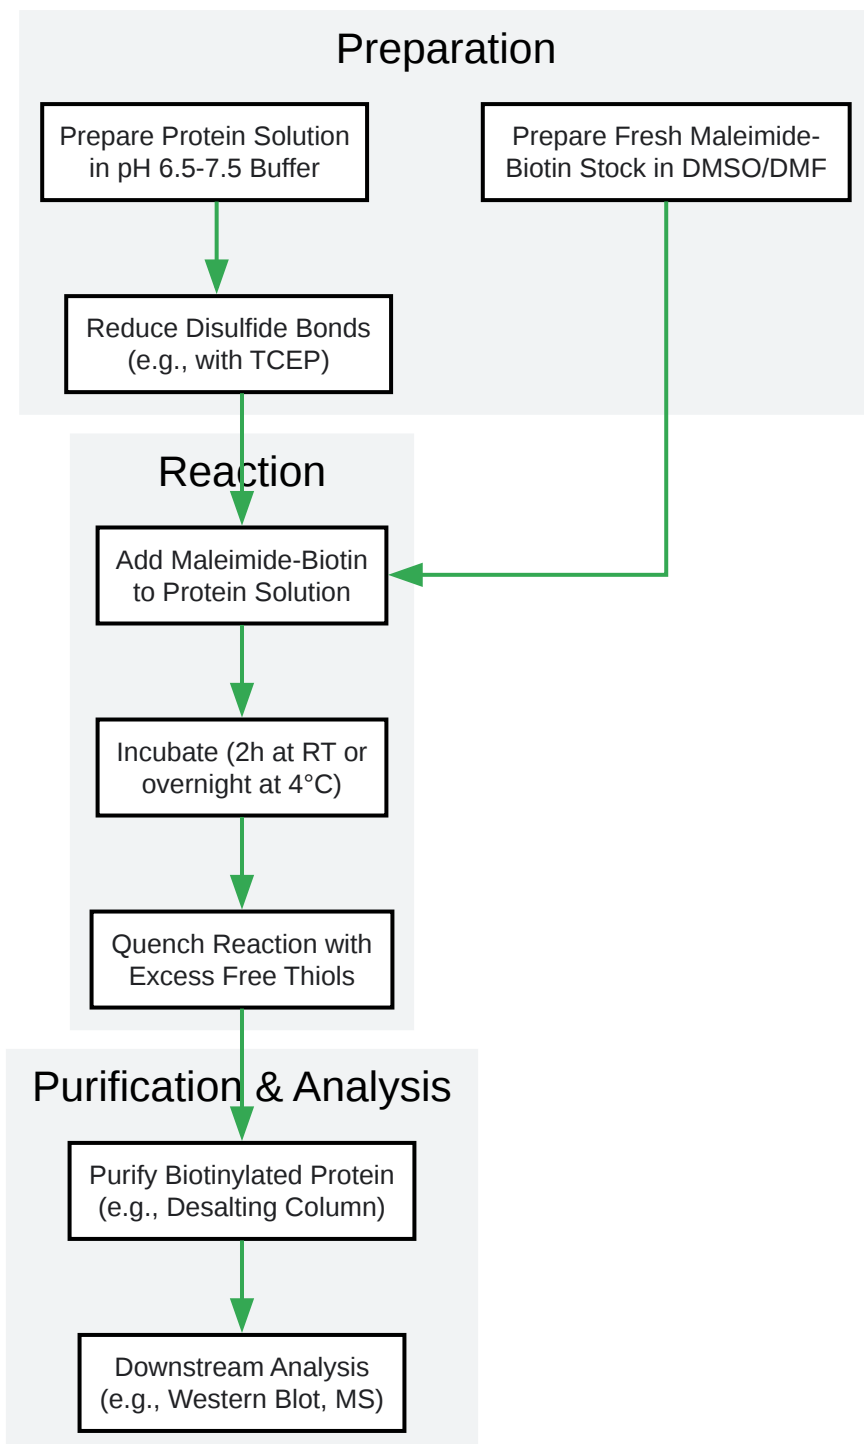 Preparation
Prepare Protein Solution
in pH 6.5-7.5 Buffer
Prepare Fresh Maleimide-
Biotin Stock in DMSO/DMF
Reduce Disulfide Bonds
(e.g., with TCEP)
Reaction
Add Maleimide-Biotin
to Protein Solution
Incubate (2h at RT or
overnight at 4°C)
Quench Reaction with
Excess Free Thiols
Purification & Analysis
Purify Biotinylated Protein
(e.g., Desalting Column)
Downstream Analysis
(e.g., Western Blot, MS)